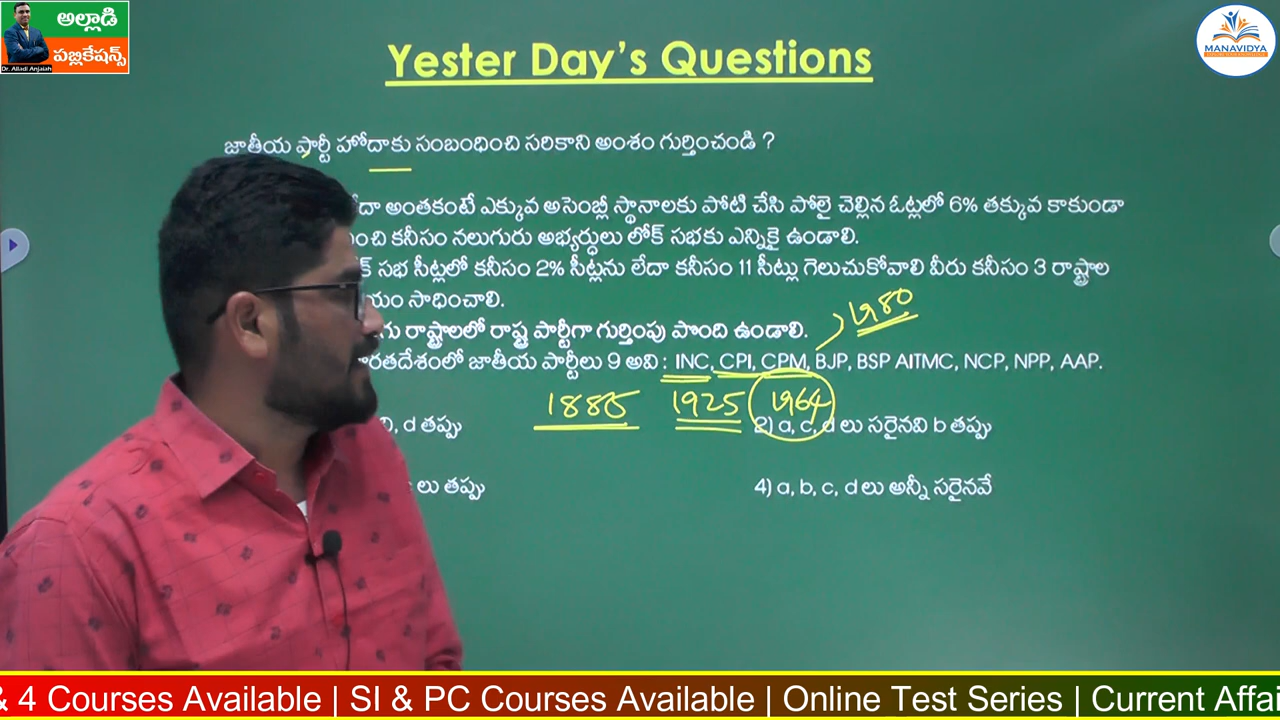 అల్లాడి
పబ్లికేషన్స్
Dr. Alladi Anjaiah
MANAVIDYA
Yester Day's Questions
జాతీయ పార్టీ హోదాకు సంబంధించి సరికాని అంశం గుర్తించండి ?
అంతకంటే ఎక్కువ అసెంబ్లీ స్థానాలకు పోటి చేసి పోలై చెల్లిన ఓట్లలో 6% తక్కువ కాకుండా
కనీసం నలుగురు అభ్యర్ధులు లోక్ సభకు ఎన్నికై ఉండాలి.
సభ సీట్లలో కనీసం 2% సీట్లను లేదా కనీసం 11 సీట్లు గెలుచుకోవాలి వీరు కనీసం 3 రాష్ట్రాల
సాధించాలి.
రాష్ట్రాలలో రాష్ట్ర పార్టీగా గుర్తింపు పొంది ఉండాలి.
1980
జాతీయ పార్టీలు 9 అవి : INC, CPI, CPM, BJP, BSP AITMC, NCP, NPP, AAP.
1885 1925 1964
d తప్పు 2) a, c, d లు సరైనవి b తప్పు
లు తప్పు 4) a, b, c, d లు అన్నీ సరైనవే
& 4 Courses Available | SI & PC Courses Available | Online Test Series | Current Affai